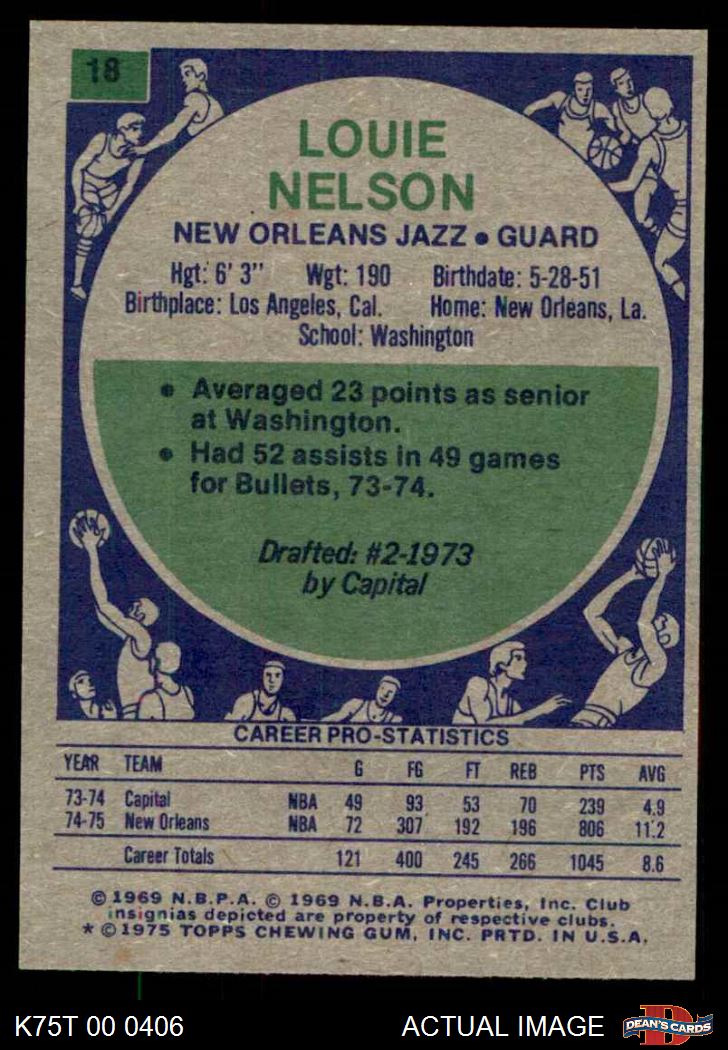 18
LOUIE
NELSON
NEW ORLEANS JAZZ • GUARD
Hgt: 6' 3" Wgt: 190 Birthdate: 5-28-51
Birthplace: Los Angeles, Cal. Home: New Orleans, La.
School: Washington
• Averaged 23 points as senior
at Washington.
• Had 52 assists in 49 games
for Bullets, 73-74.
Drafted: #2-1973
by Capital
CAREER PRO-STATISTICS
YEAR TEAM G FG FT REB PTS AVG
73-74 Capital NBA 49 93 53 70 239 4.9
74-75 New Orleans NBA 72 307 192 196 806 11.2
Career Totals 121 400 245 266 1045 8.6
© 1969 N.B.P.A. © 1969 N.B.A. Properties, Inc. Club
insignias depicted are property of respective clubs.
* © 1975 TOPPS CHEWING GUM, INC. PRTD. IN U.S.A.
K75T 00 0406 ACTUAL IMAGE
D
DEAN'S CARDS